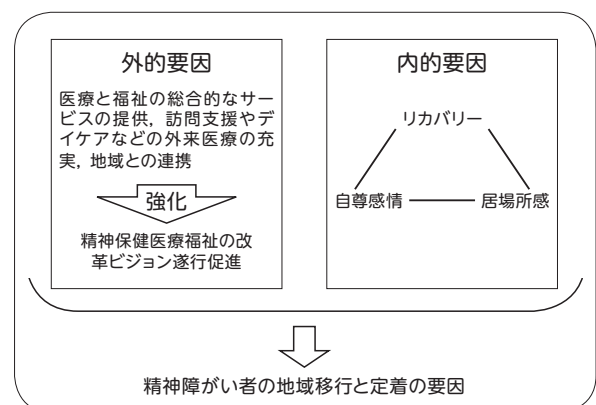 外的要因
医療と福祉の総合的なサー
ビスの提供，訪問支援やデ
イケアなどの外来医療の充
実，地域との連携
強化
精神保健医療福祉の改
革ビジョン遂行促進
内的要因
リカバリー
自尊感情
居場所感
精神障がい者の地域移行と定着の要因